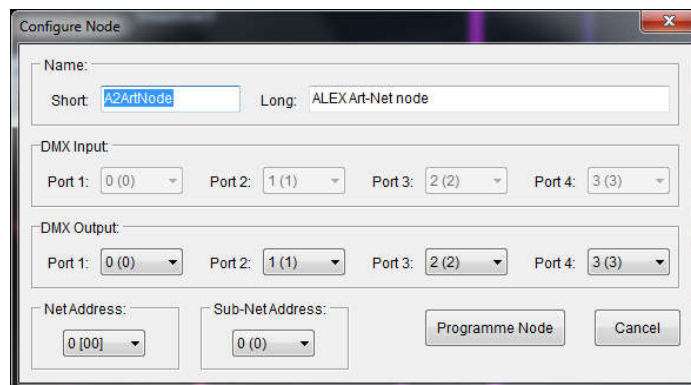 Configure Node
Name:
Short: A2ArtNode Long: ALEX Art-Net node
DMX Input:
Port 1: 0 (0) Port 2: 1 (1) Port 3: 2 (2) Port 4: 3 (3)
DMX Output:
Port 1: 0 (0) Port 2: 1 (1) Port 3: 2 (2) Port 4: 3 (3)
Net Address: Sub-Net Address:
0 [00] 0 (0) Programme Node Cancel